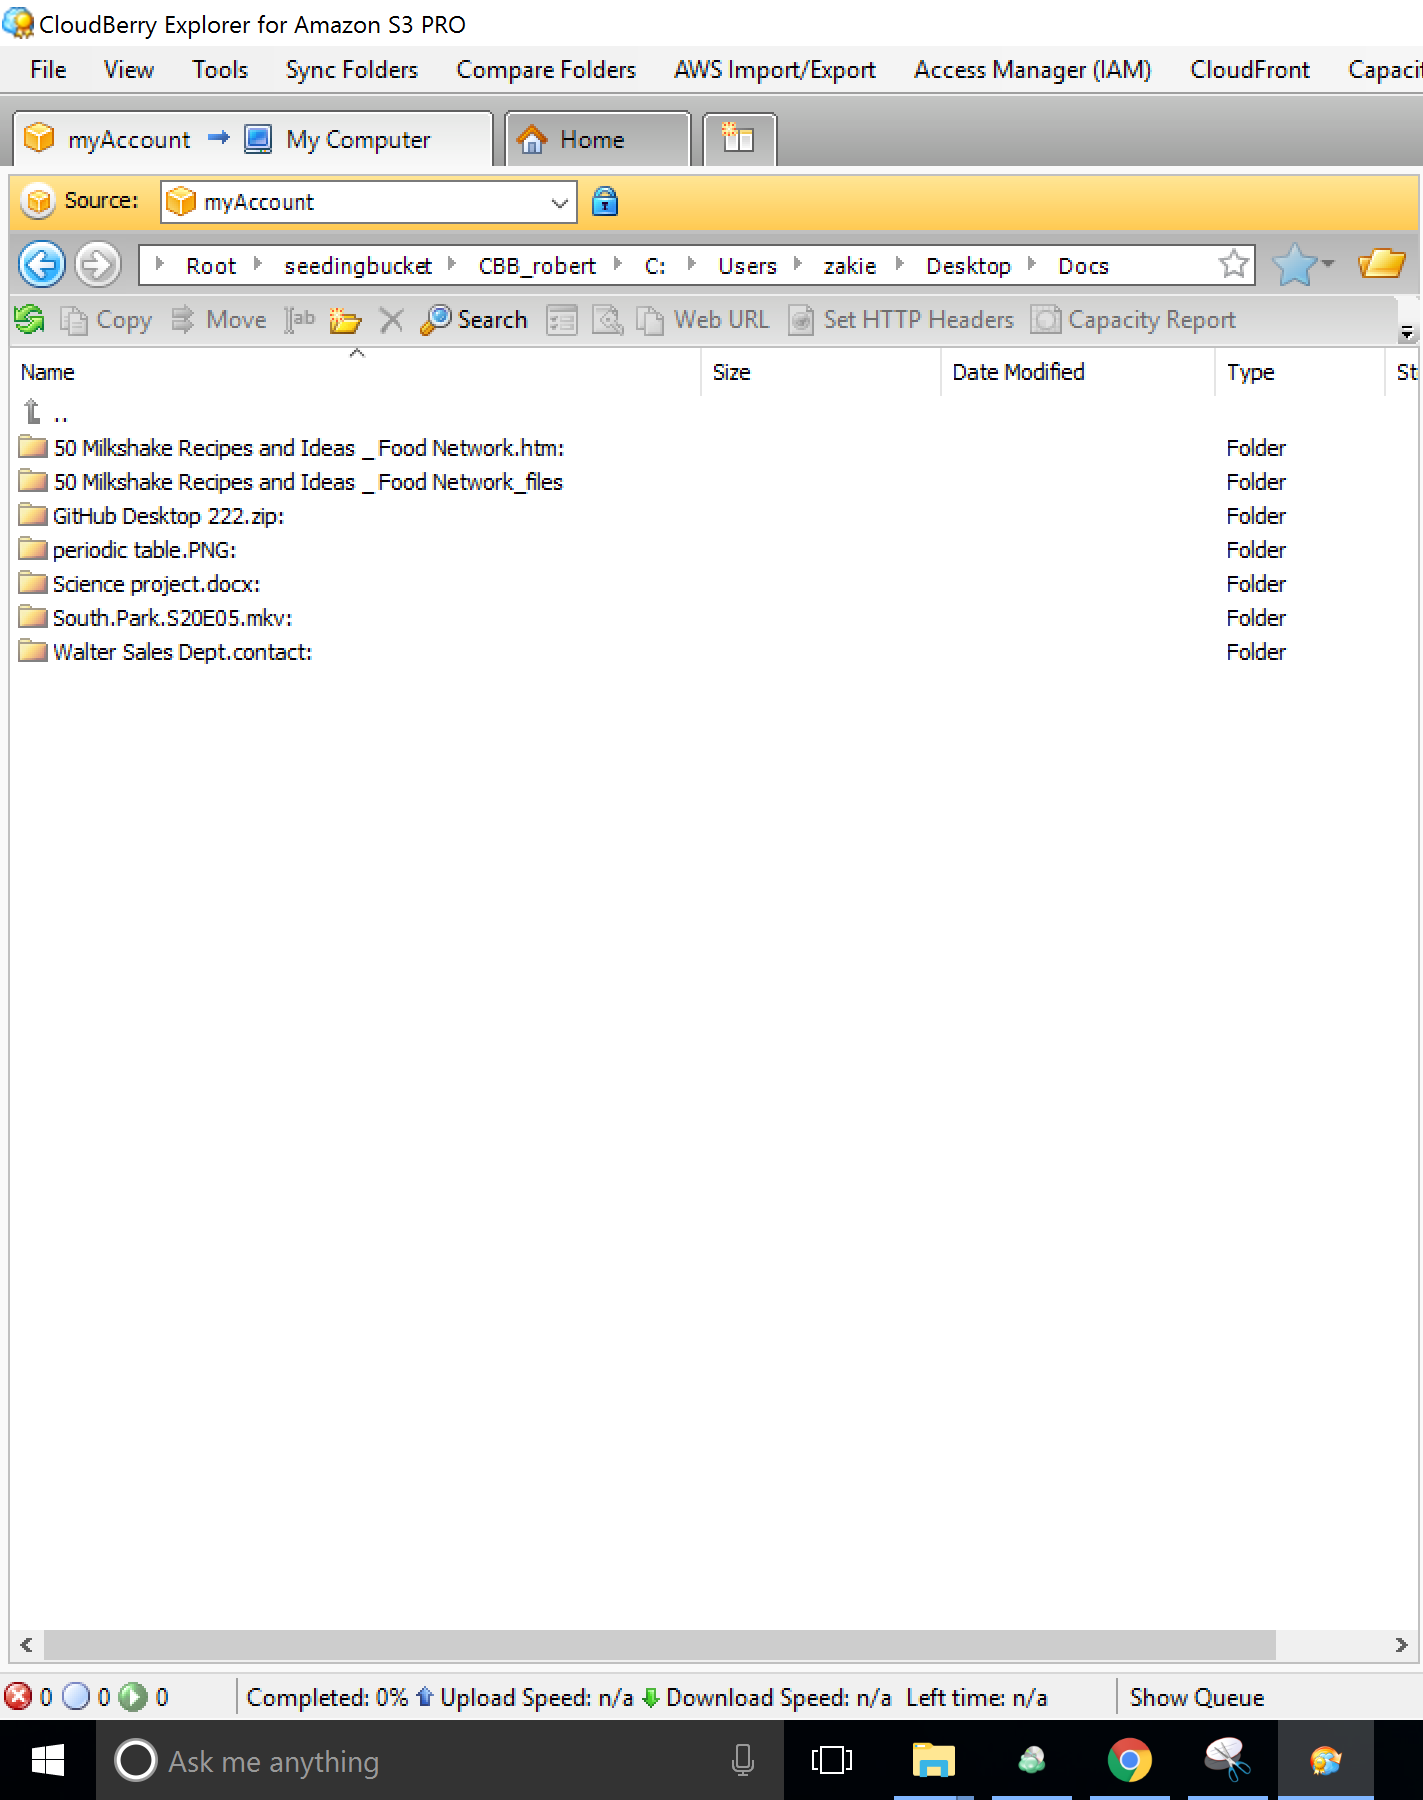 CloudBerry Explorer for Amazon S3 PRO
File View Tools Sync Folders Compare Folders AWS Import/Export Access Manager (IAM) CloudFront Capacit
myAccount My Computer Home
Source: myAccount
Root seedingbucket CBB_robert C: Users zakie Desktop Docs
Copy Move ab Search Web URL Set HTTP Headers Capacity Report
Name Size Date Modified Type St
..
50 Milkshake Recipes and Ideas _ Food Network.htm: Folder
50 Milkshake Recipes and Ideas _ Food Network_files Folder
GitHub Desktop 222.zip: Folder
periodic table.PNG: Folder
Science project.docx: Folder
South.Park.S20E05.mkv: Folder
Walter Sales Dept.contact: Folder
0 0 0 Completed: 0% Upload Speed: n/a Download Speed: n/a Left time: n/a Show Queue
Ask me anything